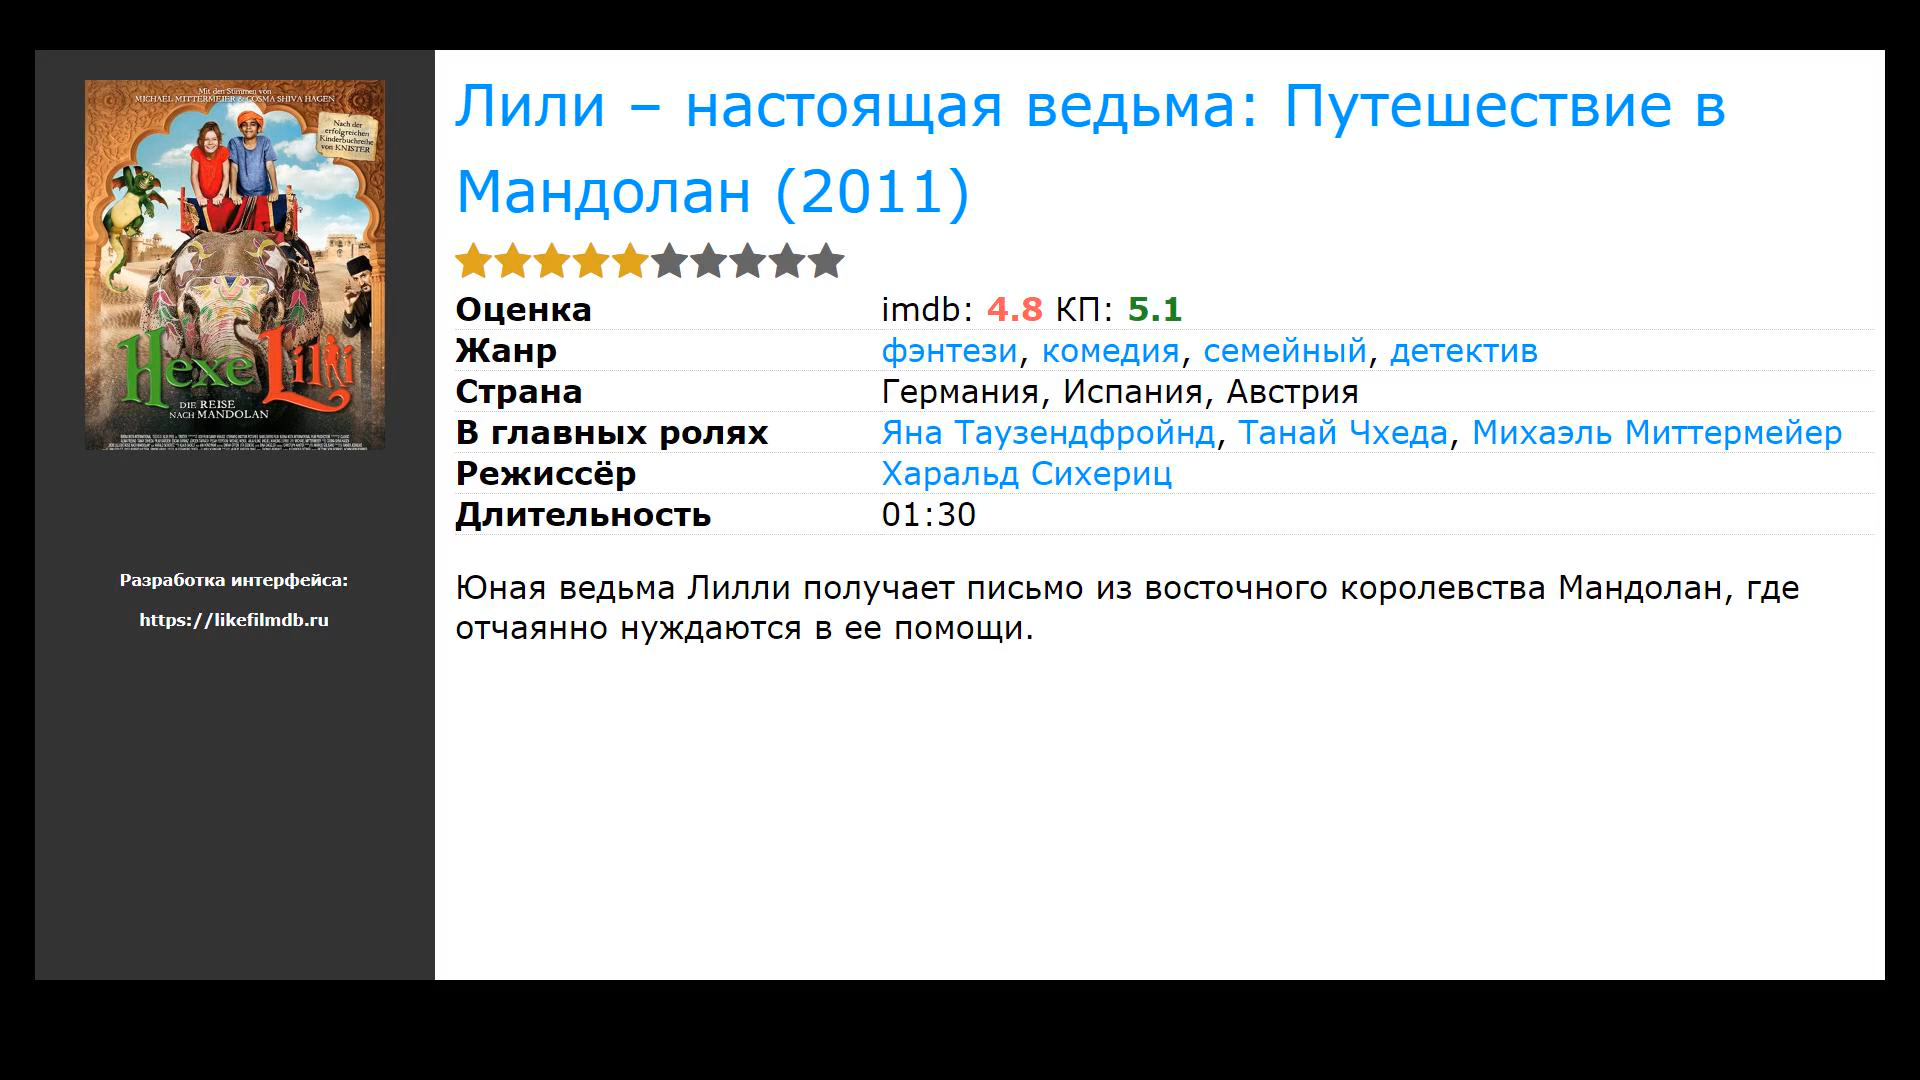 Mit den Stimmen von
MICHAEL MITTERMEIER & COSMA SHIVA HAGEN
Nach der
erfolgreichen
Kinderbuchreihe
von KNISTER
Hexe Lilli
DIE REISE
NACH MANDOLAN
Разработка интерфейса:
https://likefilmdb.ru
Лили – настоящая ведьма: Путешествие в
Мандолан (2011)
Оценка imdb: 4.8 КП: 5.1
Жанр фэнтези, комедия, семейный, детектив
Страна Германия, Испания, Австрия
В главных ролях Яна Таузендфройнд, Танай Чхеда, Михаэль Миттермейер
Режиссёр Харальд Сихериц
Длительность 01:30
Юная ведьма Лилли получает письмо из восточного королевства Мандолан, где
отчаянно нуждаются в ее помощи.